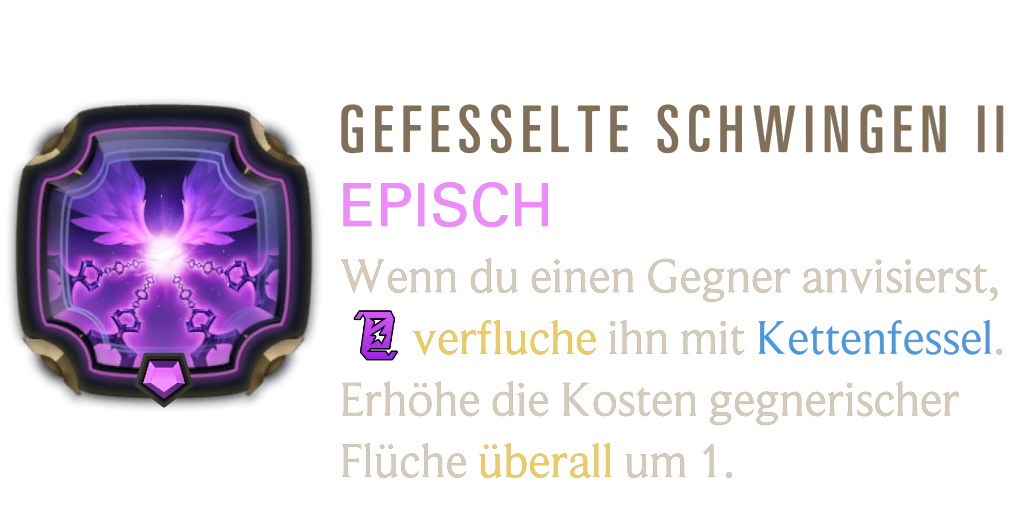 GEFESSELTE SCHWINGEN II
EPISCH
Wenn du einen Gegner anvisierst,
verfluche ihn mit Kettenfessel.
Erhöhe die Kosten gegnerischer
Flüche überall um 1.